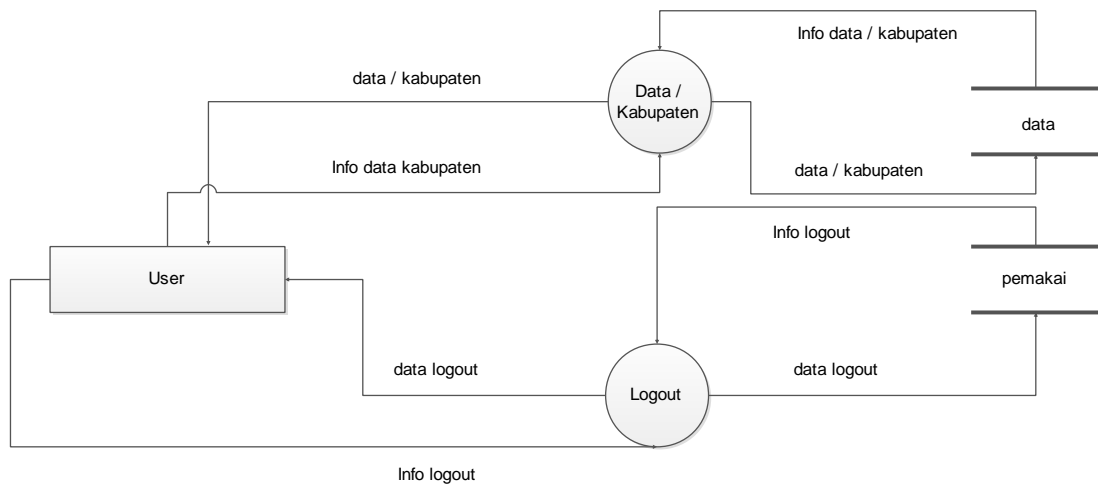 Info data / kabupaten
data / kabupaten
Data /
Kabupaten
data
Info data kabupaten
data / kabupaten
Info logout
User
pemakai
data logout
Logout
data logout
Info logout